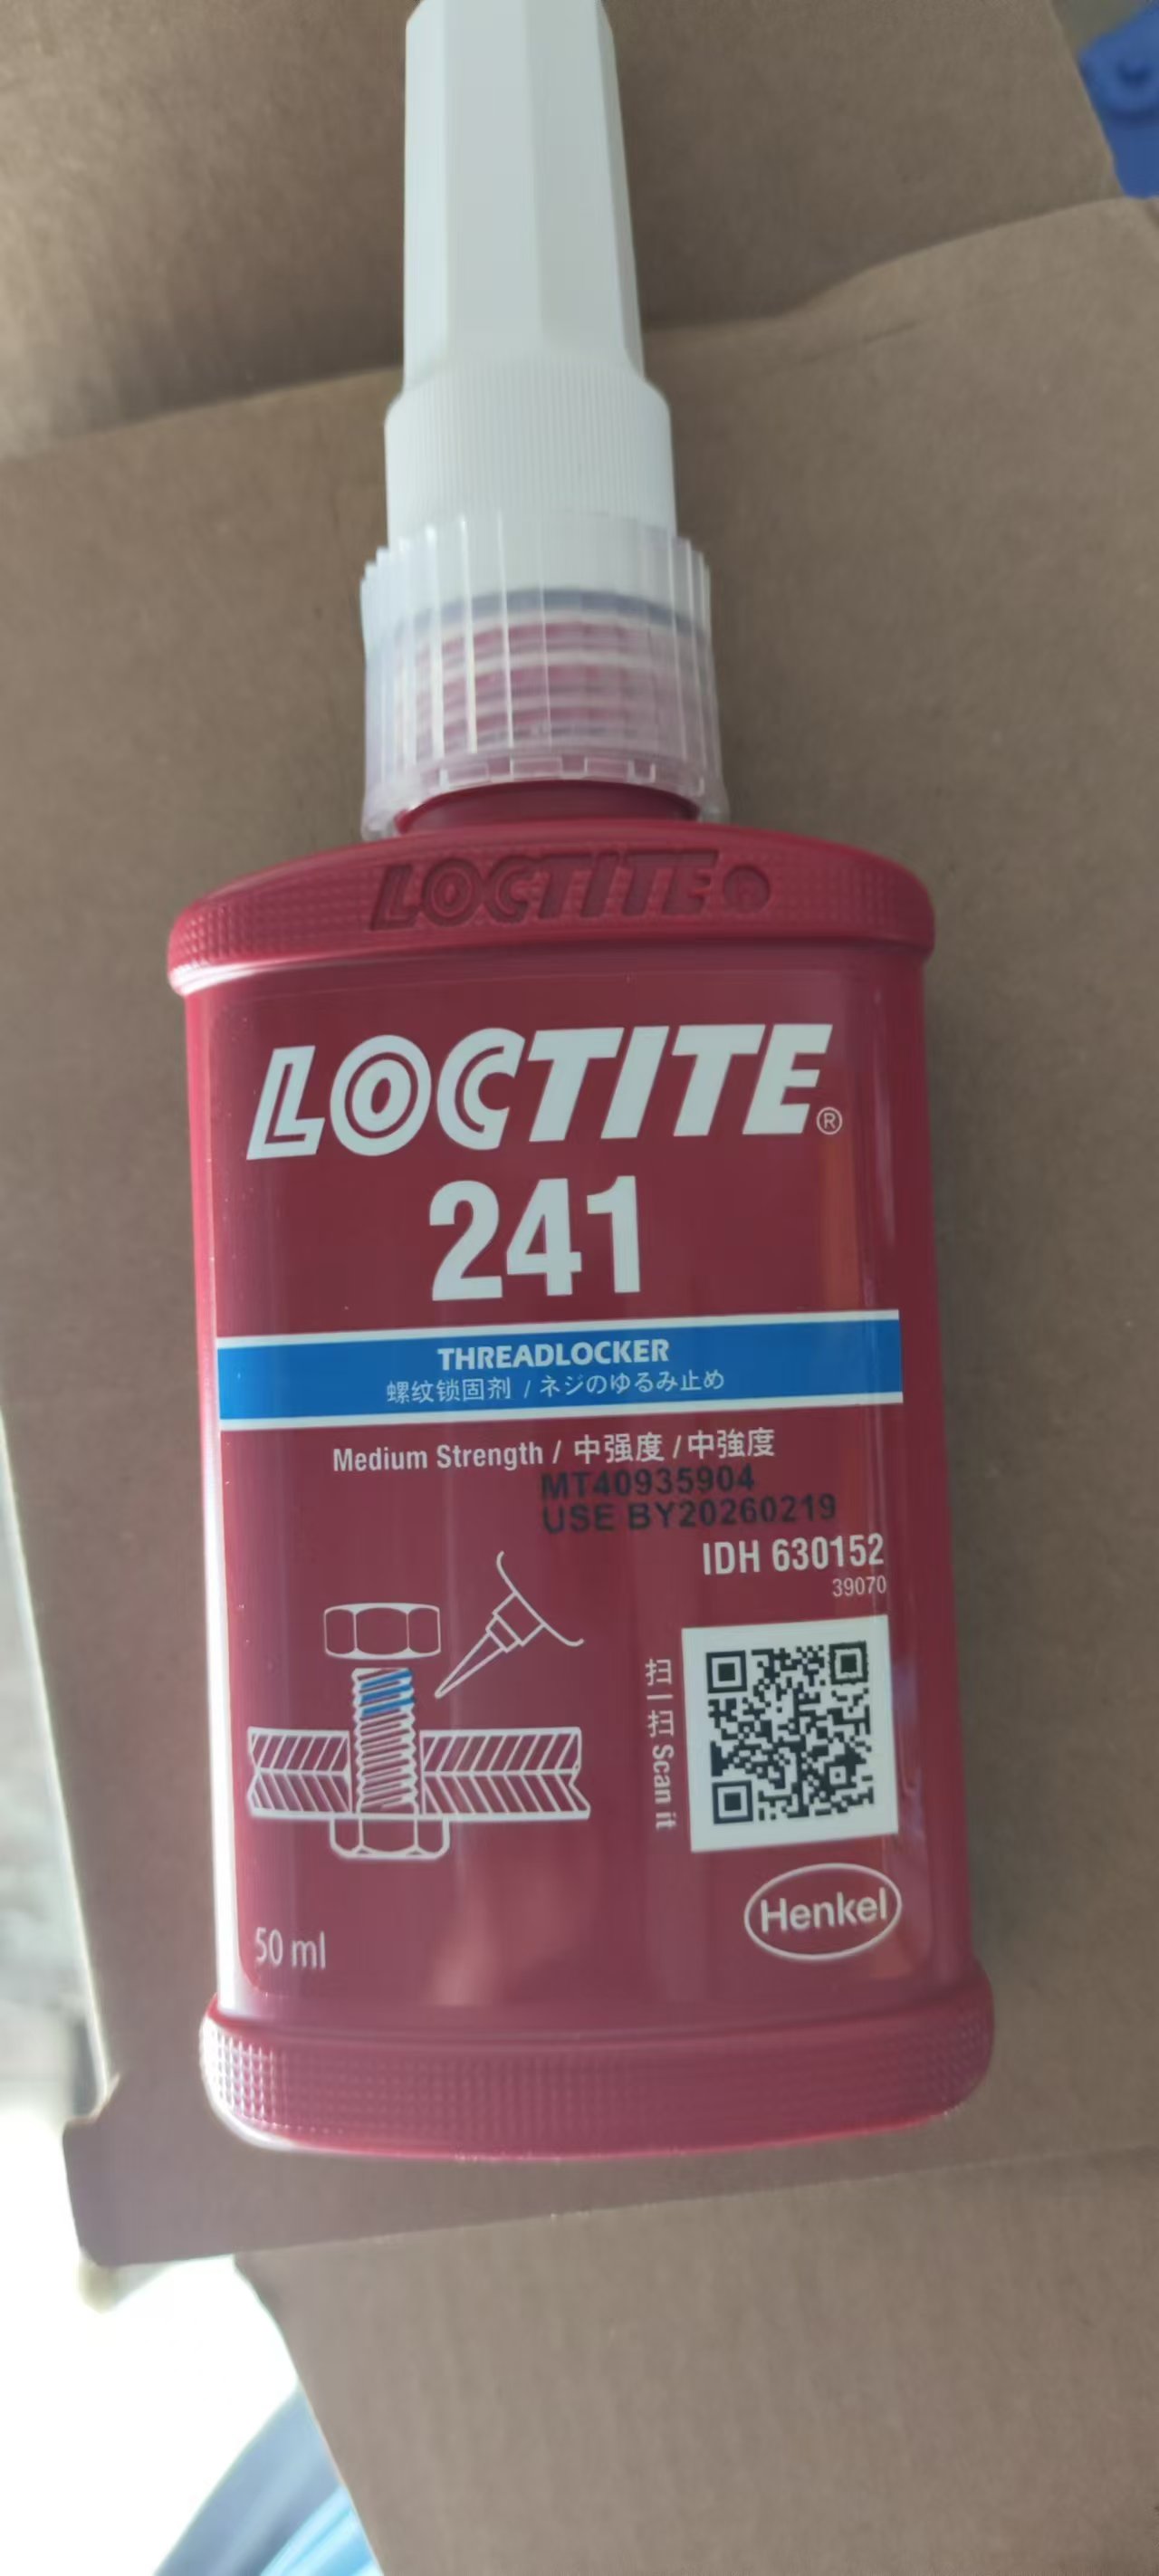 LOCTITE
LOCTITE®
241
THREADLOCKER
螺纹锁固剂 / ネジのゆるみ止め
Medium Strength / 中强度 / 中強度
MT40935904
USE BY20260219
IDH 630152
39070
扫一扫 Scan it
Henkel
50 ml